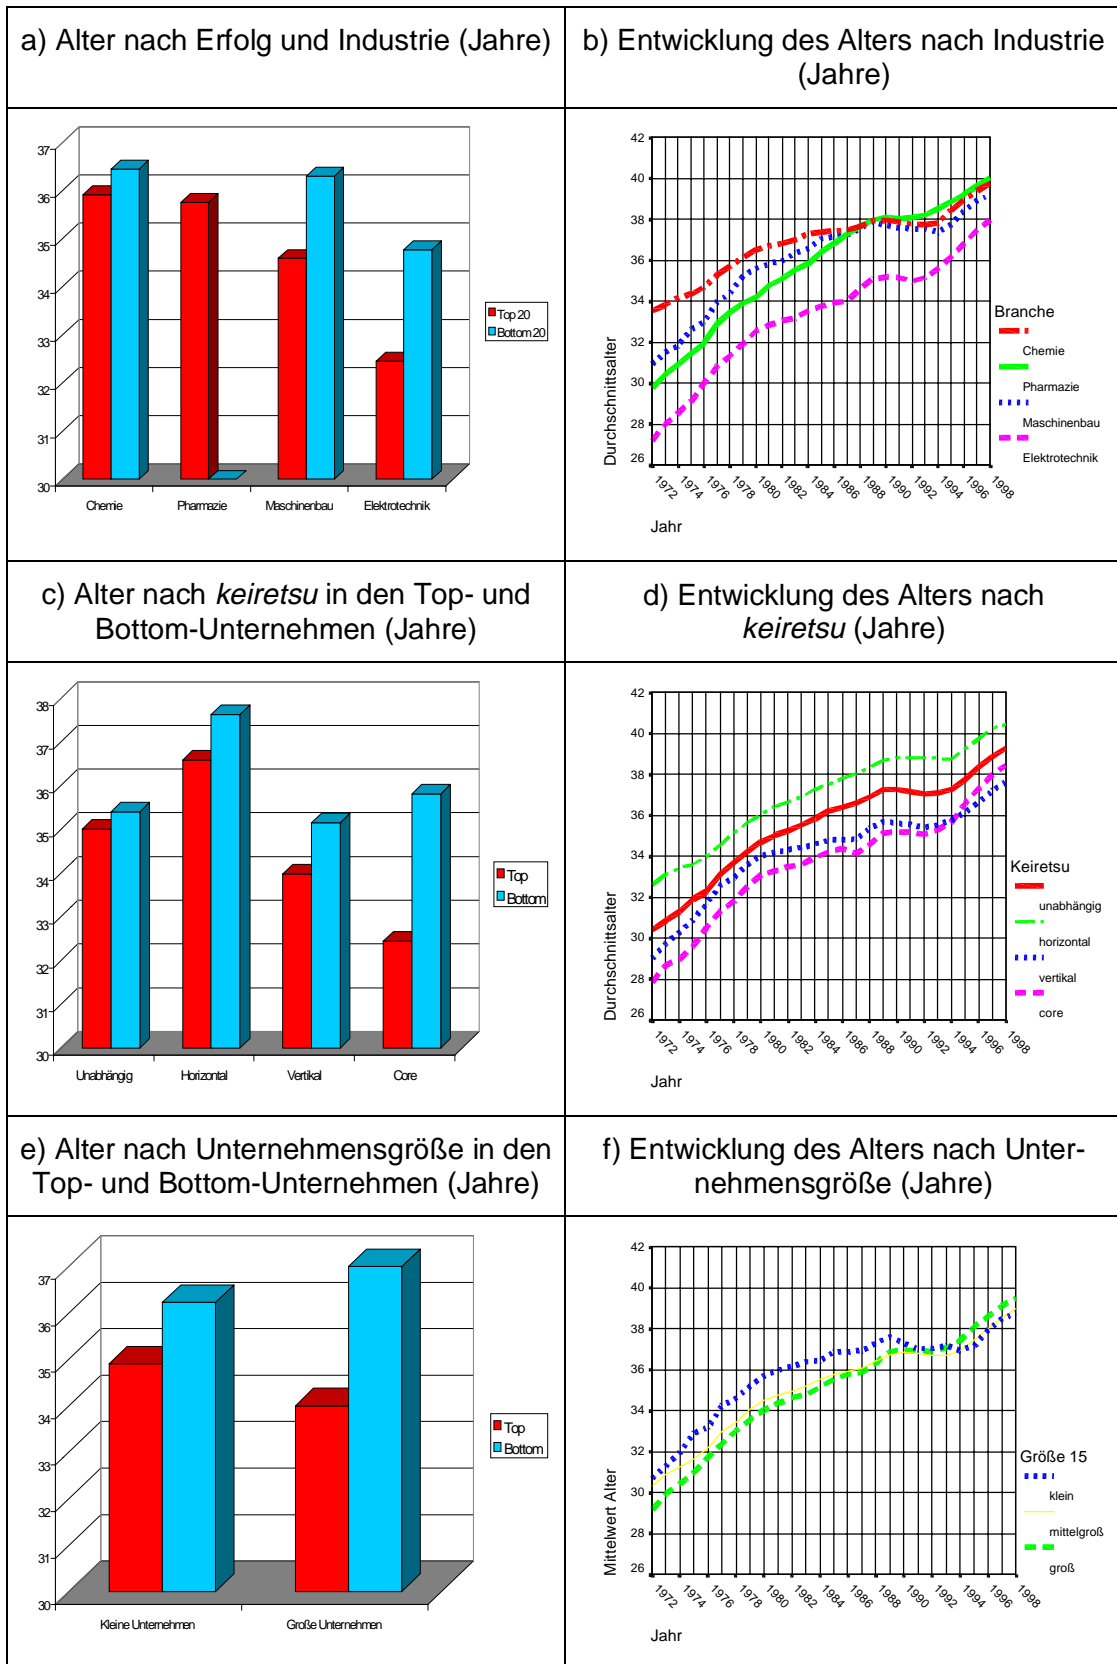 a) Alter nach Erfolg und Industrie (Jahre)
b) Entwicklung des Alters nach Industrie
(Jahre)
37
36
35
34
33
32
31
30
Chemie Pharmazie Maschinenbau Elektrotechnik
Top 20
Bottom 20
42
40
38
36
34
32
30
28
26
Durchschnittsalter
1972 1974 1976 1978 1980 1982 1984 1986 1988 1990 1992 1994 1996 1998
Jahr
Branche
Chemie
Pharmazie
Maschinenbau
Elektrotechnik
c) Alter nach keiretsu in den Top- und
Bottom-Unternehmen (Jahre)
d) Entwicklung des Alters nach
keiretsu (Jahre)
38
37
36
35
34
33
32
31
30
Unabhängig Horizontal Vertikal Core
Top
Bottom
42
40
38
36
34
32
30
28
26
Durchschnittsalter
1972 1974 1976 1978 1980 1982 1984 1986 1988 1990 1992 1994 1996 1998
Jahr
Keiretsu
unabhängig
horizontal
vertikal
core
e) Alter nach Unternehmensgröße in den
Top- und Bottom-Unternehmen (Jahre)
f) Entwicklung des Alters nach Unter-
nehmensgröße (Jahre)
37
36
35
34
33
32
31
30
Kleine Unternehmen Große Unternehmen
Top
Bottom
42
40
38
36
34
32
30
28
26
Mittelwert Alter
1972 1974 1976 1978 1980 1982 1984 1986 1988 1990 1992 1994 1996 1998
Jahr
Größe 15
klein
mittelgroß
groß